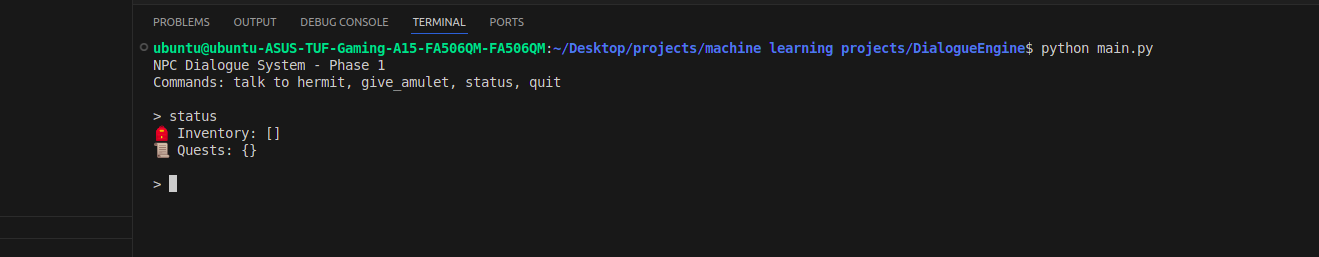 PROBLEMS OUTPUT DEBUG CONSOLE TERMINAL PORTS
ubuntu@ubuntu-ASUS-TUF-Gaming-A15-FA506QM-FA506QM:~/Desktop/projects/machine learning projects/DialogueEngine$ python main.py
NPC Dialogue System - Phase 1
Commands: talk to hermit, give_amulet, status, quit
> status
🎒 Inventory: []
📜 Quests: {}
>